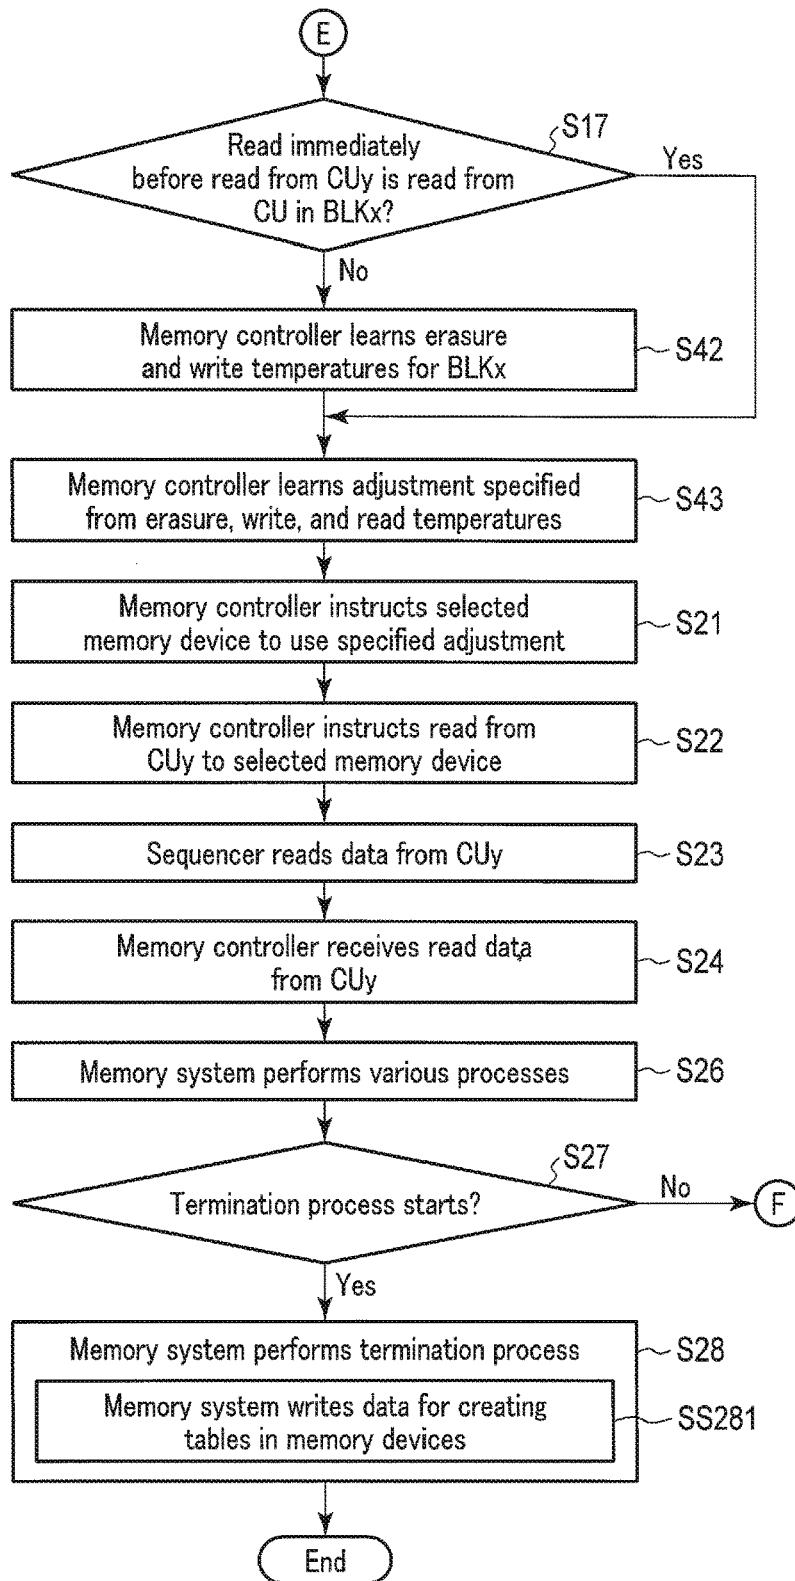 E
S17
Read immediately
before read from CUy is read from
CU in BLKx?
Yes
No
Memory controller learns erasure
and write temperatures for BLKx
S42
Memory controller learns adjustment specified
from erasure, write, and read temperatures
S43
Memory controller instructs selected
memory device to use specified adjustment
S21
Memory controller instructs read from
CUy to selected memory device
S22
Sequencer reads data from CUy
S23
Memory controller receives read data
from CUy
S24
Memory system performs various processes
S26
S27
Termination process starts?
No
F
Yes
Memory system performs termination process
S28
Memory system writes data for creating
tables in memory devices
SS281
End